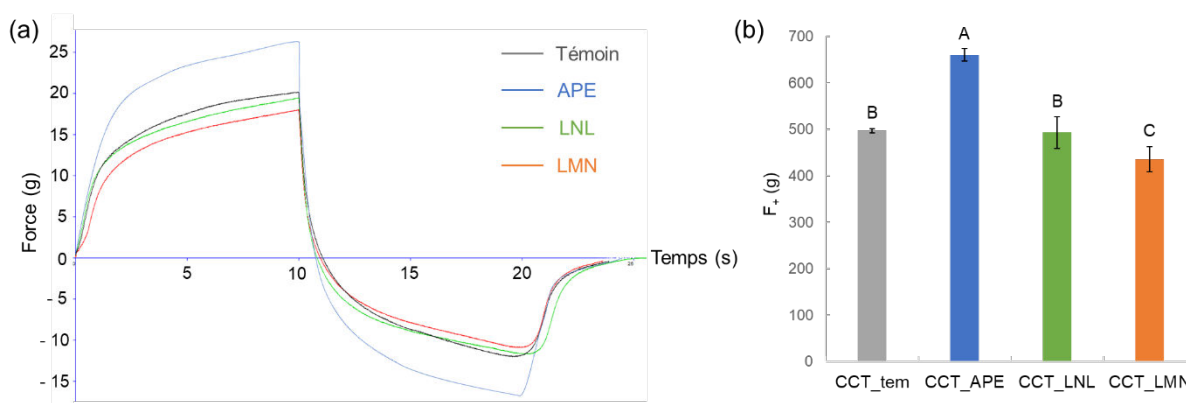 (a)
25
20
15
10
5
0
- 5
- 10
- 15
Force (g)
5
10
15
20
Temps (s)
Témoin
APE
LNL
LMN
(b)
700
600
500
400
300
200
100
0
F+ (g)
B
A
B
C
CCT_tem
CCT_APE
CCT_LNL
CCT_LMN